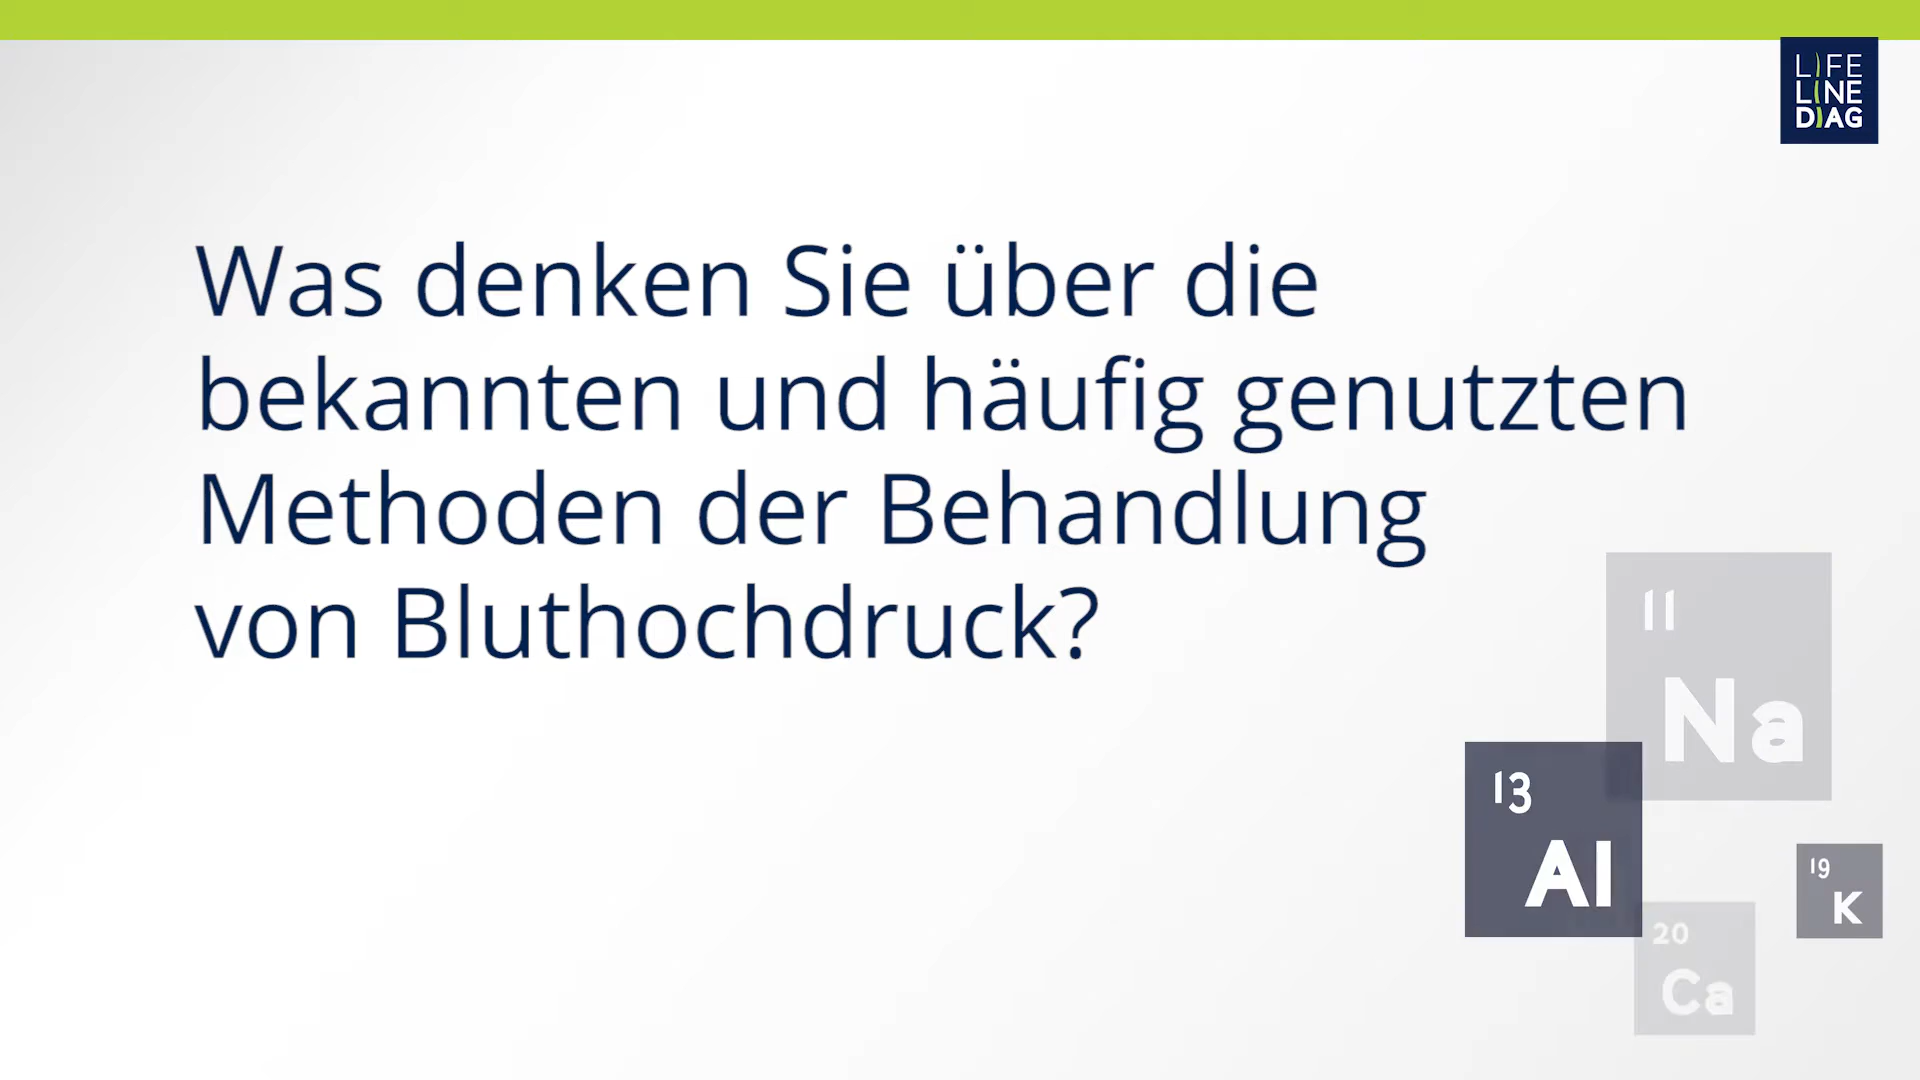 LIFE
LINE
DIAG
Was denken Sie über die
bekannten und häufig genutzten
Methoden der Behandlung
von Bluthochdruck?
11
Na
13
Al
19
K
20
Ca